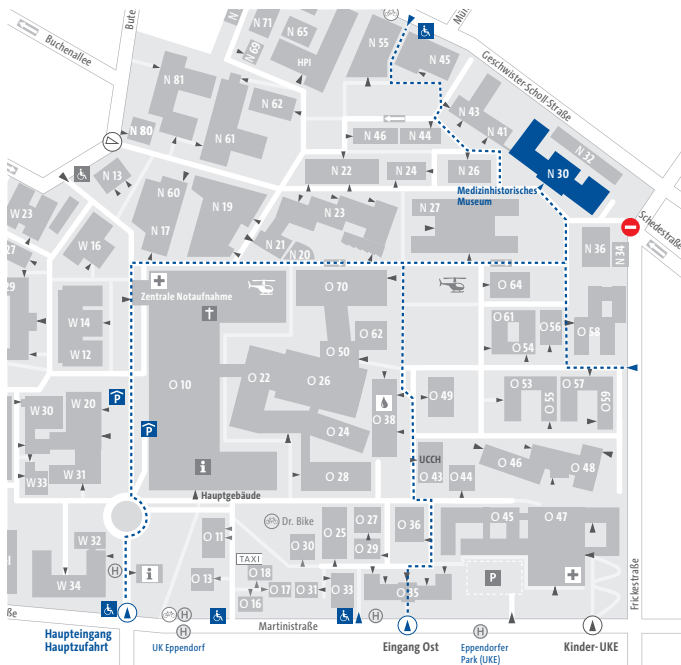 Bute
Buchenallee
N
N 71
N 65
N 69
HPI
N 55
N 45
Mün
Geschwister-Scholl-Straße
N 81
N 62
N 61
N 80
N 43
N 41
N 46
N 44
N 32
N 30
N 13
N 22
N 24
N 26
Medizinhistorisches
Museum
N 60
N 19
N 23
N 27
Schedestraße
W 23
W 16
N 17
N 21
N 20
N 36
N 34
27
Zentrale Notaufnahme
O 70
O 64
29
W 14
O 62
O 61
O 56
O 58
W 12
O 50
O 54
O 10
O 22
O 26
O 53
O 57
W 30
W 20
P
P
O 49
O 55
O 59
O 38
O 24
UCCH
O 46
O 48
W 33
W 31
i
O 28
O 43
O 44
Hauptgebäude
Dr. Bike
O 25
O 27
O 36
O 45
O 47
O 11
W 32
O 30
O 29
TAXI
H
i
O 13
O 18
O 17
O 31
O 33
O 35
P
W 34
O 16
Frickestraße
ße
H
Martinistraße
H
H
H
Haupteingang
Hauptzufahrt
UK Eppendorf
Eingang Ost
Eppendorfer
Park (UKE)
Kinder-UKE